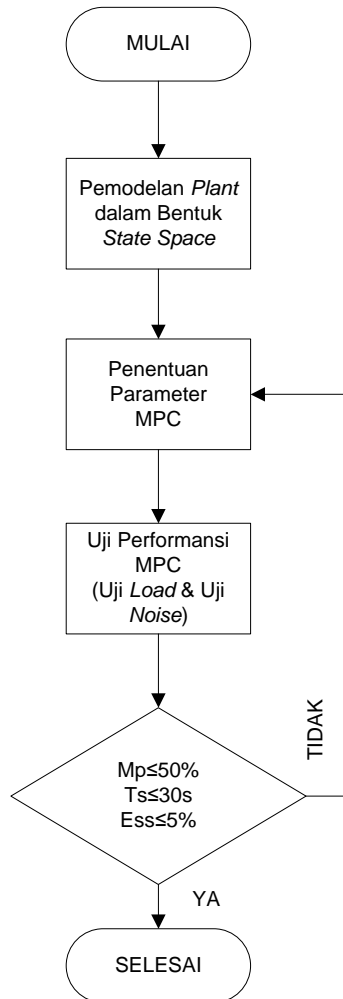 MULAI
Pemodelan Plant
dalam Bentuk
State Space
Penentuan
Parameter
MPC
Uji Performansi
MPC
(Uji Load & Uji
Noise)
Mp≤50%
Ts≤30s
Ess≤5%
TIDAK
YA
SELESAI